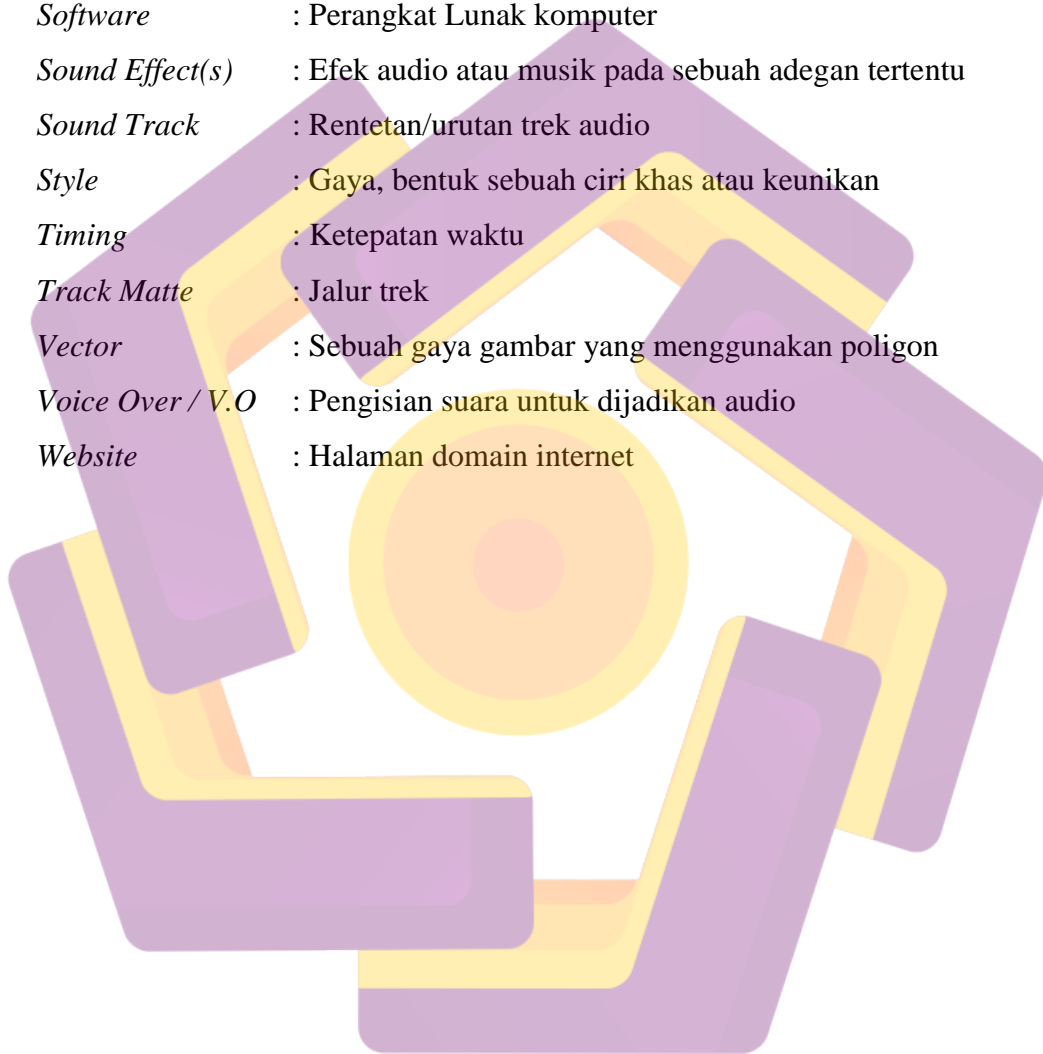 Software : Perangkat Lunak komputer
Sound Effect(s) : Efek audio atau musik pada sebuah adegan tertentu
Sound Track : Rentetan/urutan trek audio
Style : Gaya, bentuk sebuah ciri khas atau keunikan
Timing : Ketepatan waktu
Track Matte : Jalur trek
Vector : Sebuah gaya gambar yang menggunakan poligon
Voice Over / V.O : Pengisian suara untuk dijadikan audio
Website : Halaman domain internet